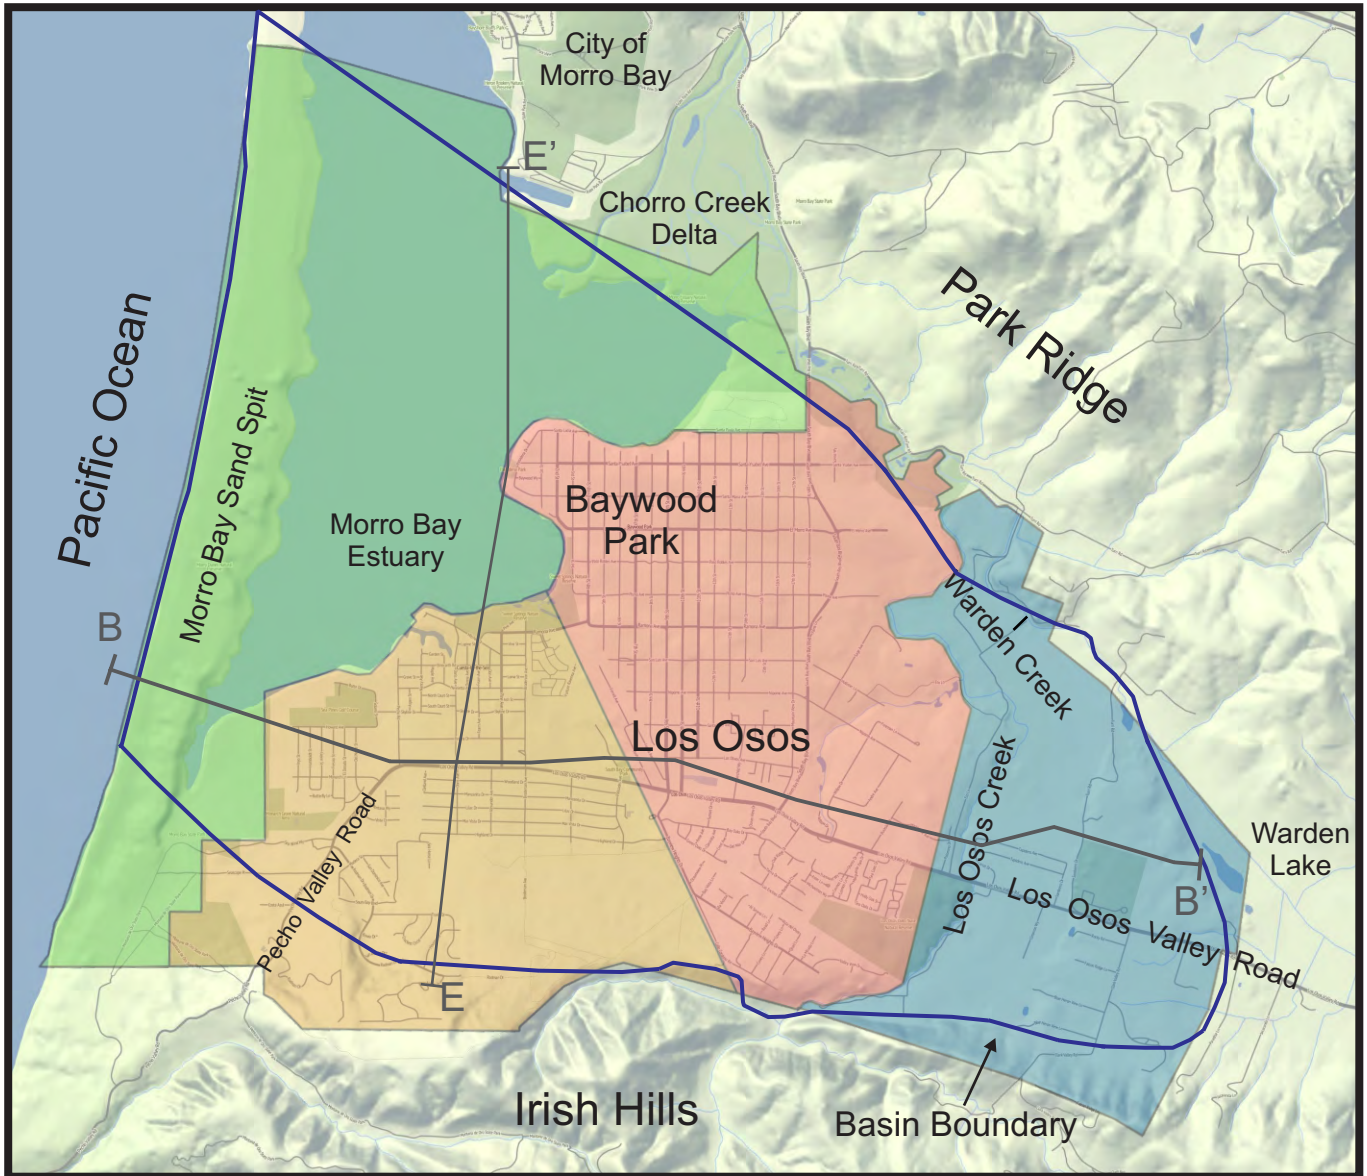 City of
Morro Bay
E’
Chorro Creek
Delta
Park Ridge
Pacific Ocean
Morro Bay Sand Spit
Morro Bay
Estuary
Baywood
Park
B
Warden Creek
Los Osos
Los Osos Creek
Pecho Valley Road
Warden
Lake
B’
Los Osos Valley Road
E
Irish Hills
Basin Boundary